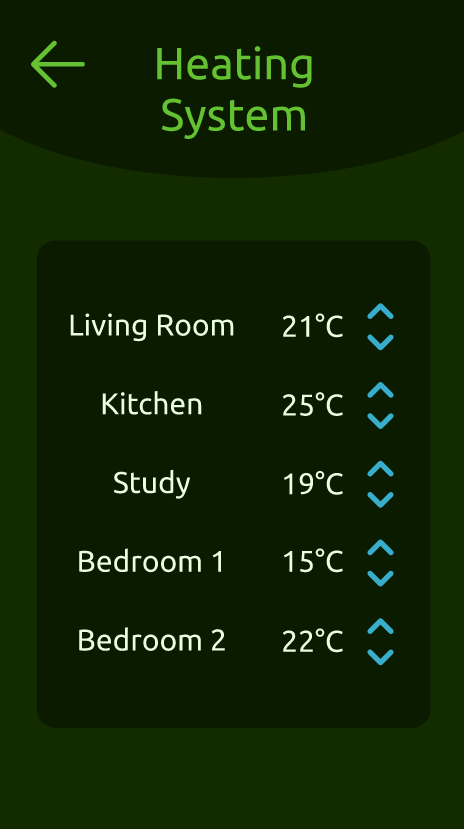 Heating
System
Living Room 21°C
Kitchen 25°C
Study 19°C
Bedroom 1 15°C
Bedroom 2 22°C